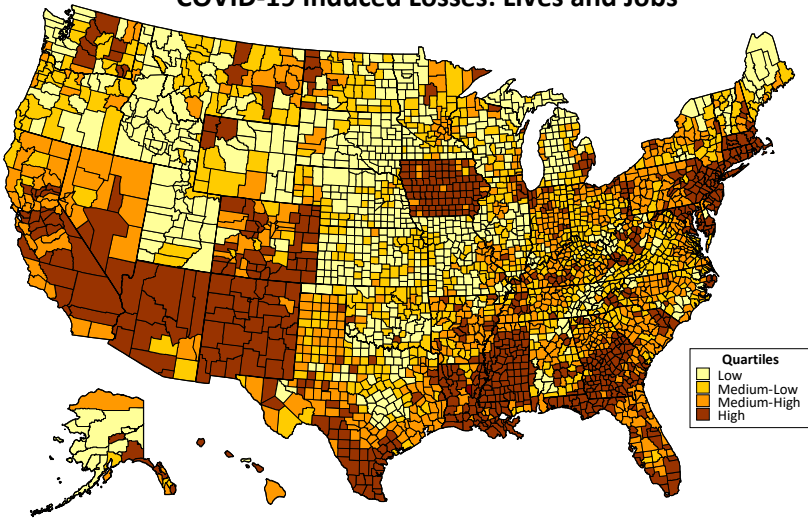 COVID-19 Induced Losses: Lives and Jobs
Quartiles
Low
Medium-Low
Medium-High
High